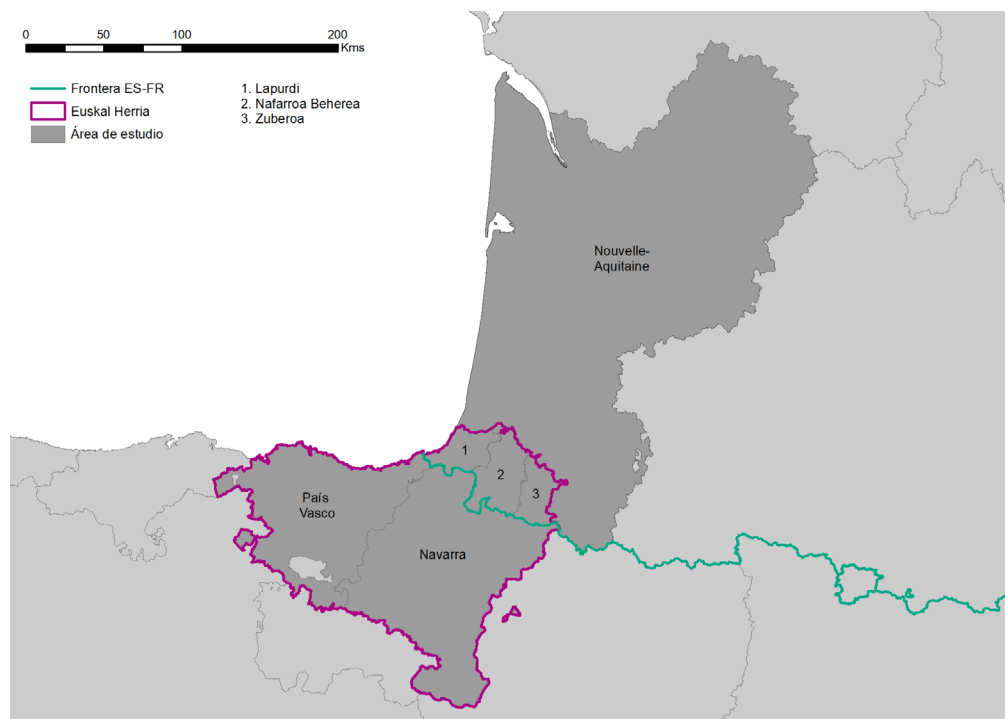 0 50 100 200
Kms
Frontera ES-FR
Euskal Herria
Área de estudio
1. Lapurdi
2. Nafarroa Beherea
3. Zuberoa
Nouvelle-
Aquitaine
1
2
3
País
Vasco
Navarra